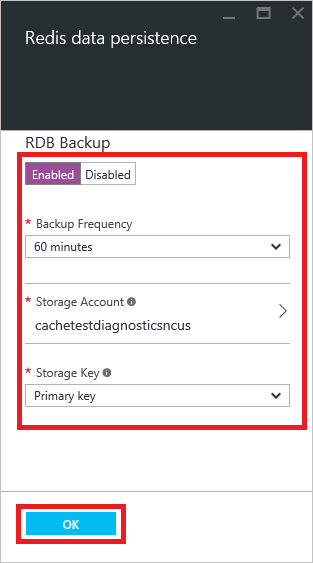 Redis data persistence
RDB Backup
Enabled Disabled
* Backup Frequency
60 minutes
* Storage Account
cachetestdiagnosticsncus
* Storage Key
Primary key
OK